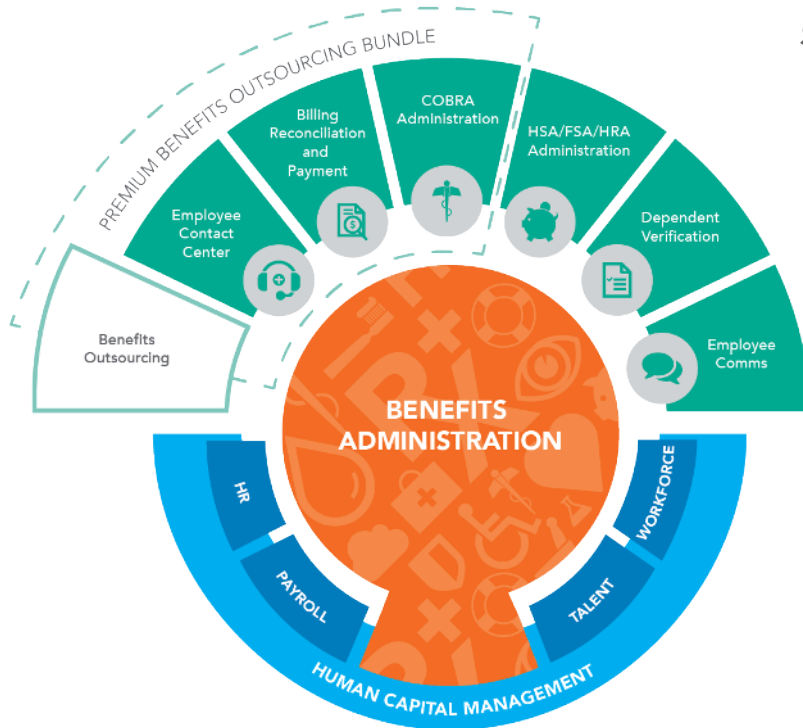 PREMIUM BENEFITS OUTSOURCING BUNDLE
Benefits
Outsourcing
Employee
Contact
Center
Billing
Reconciliation
and
Payment
COBRA
Administration
HSA/FSA/HRA
Administration
Dependent
Verification
Employee
Comms
BENEFITS
ADMINISTRATION
HR
PAYROLL
TALENT
WORKFORCE
HUMAN CAPITAL MANAGEMENT